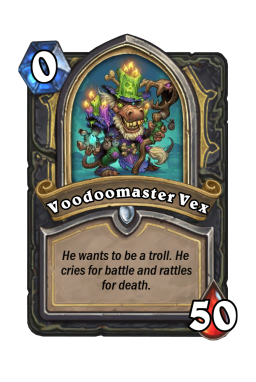 0
Voodoomaster Vex
He wants to be a troll. He
cries for battle and rattles
for death.
50